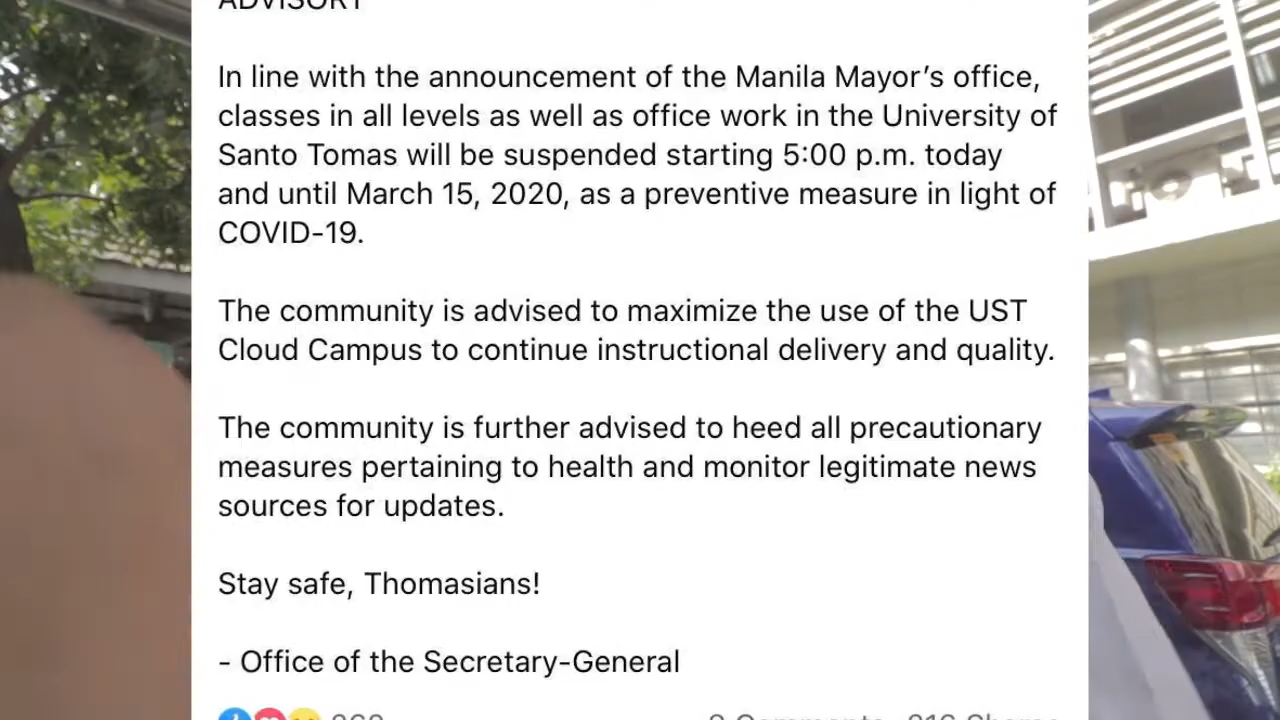 ADVISORY
In line with the announcement of the Manila Mayor’s office,
classes in all levels as well as office work in the University of
Santo Tomas will be suspended starting 5:00 p.m. today
and until March 15, 2020, as a preventive measure in light of
COVID-19.
The community is advised to maximize the use of the UST
Cloud Campus to continue instructional delivery and quality.
The community is further advised to heed all precautionary
measures pertaining to health and monitor legitimate news
sources for updates.
Stay safe, Thomasians!
- Office of the Secretary-General
Comments Shares